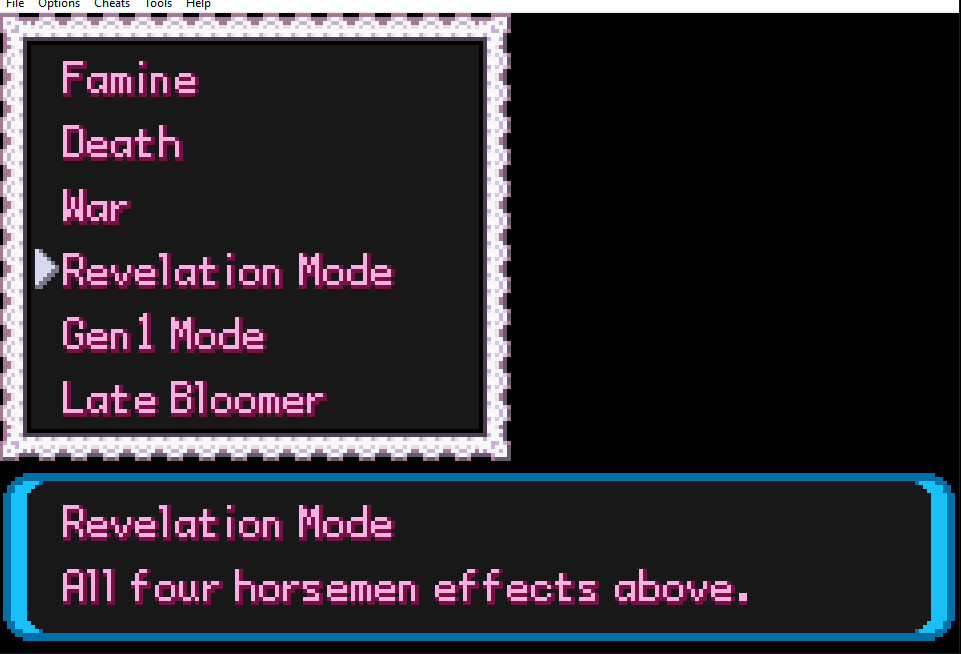 File Options Cheats Tools Help
Famine
Death
War
Revelation Mode
Gen1 Mode
Late Bloomer
Revelation Mode
All four horsemen effects above.